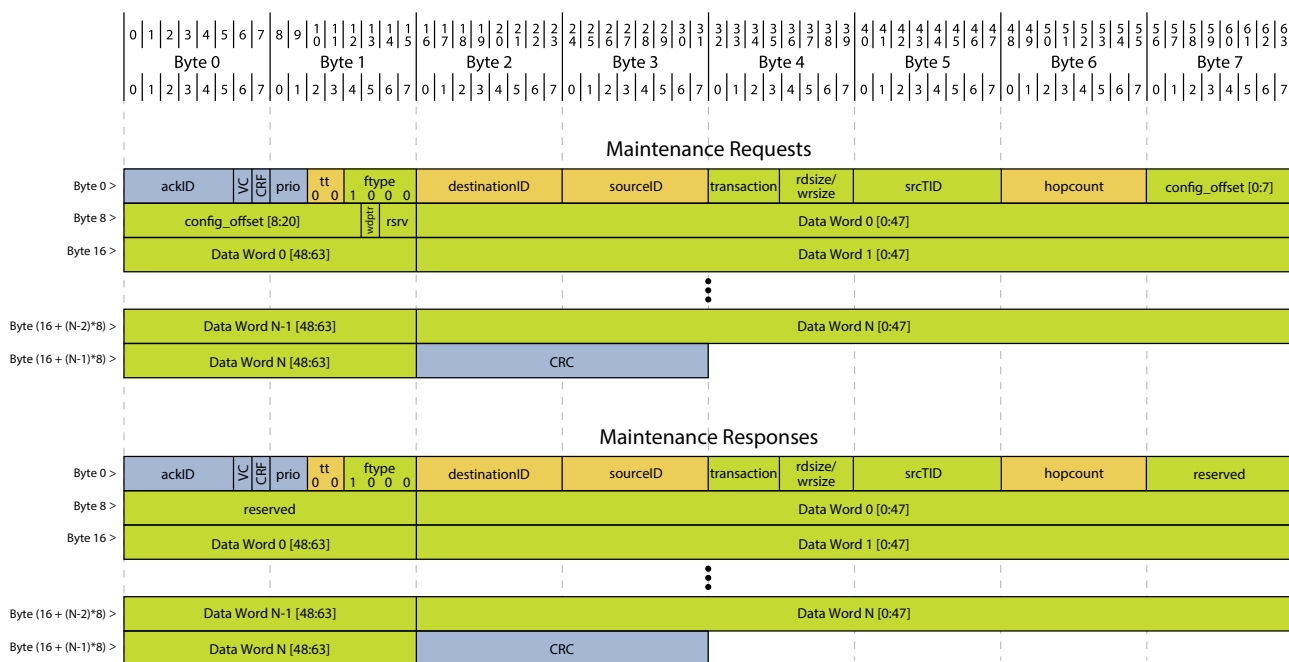 0 1 2 3 4 5 6 7 8 9 10 11 12 13 14 15 16 17 18 19 20 21 22 23 24 25 26 27 28 29 30 31 32 33 34 35 36 37 38 39 40 41 42 43 44 45 46 47 48 49 50 51 52 53 54 55 56 57 58 59 60 61 62 63
Byte 0 Byte 1 Byte 2 Byte 3 Byte 4 Byte 5 Byte 6 Byte 7
0 1 2 3 4 5 6 7 0 1 2 3 4 5 6 7 0 1 2 3 4 5 6 7 0 1 2 3 4 5 6 7 0 1 2 3 4 5 6 7 0 1 2 3 4 5 6 7 0 1 2 3 4 5 6 7 0 1 2 3 4 5 6 7
Maintenance Requests
Byte 0 > ackID VC CRF prio tt 0 0 ftype 1 0 0 0 destinationID sourceID transaction rdsize/ wrsize srcTID hopcount config_offset [0:7]
Byte 8 > config_offset [8:20] wdptr rsrv Data Word 0 [0:47]
Byte 16 > Data Word 0 [48:63] Data Word 1 [0:47]
Byte (16 + (N-2)*8) > Data Word N-1 [48:63] Data Word N [0:47]
Byte (16 + (N-1)*8) > Data Word N [48:63] CRC
Maintenance Responses
Byte 0 > ackID VC CRF prio tt 0 0 ftype 1 0 0 0 destinationID sourceID transaction rdsize/ wrsize srcTID hopcount reserved
Byte 8 > reserved Data Word 0 [0:47]
Byte 16 > Data Word 0 [48:63] Data Word 1 [0:47]
Byte (16 + (N-2)*8) > Data Word N-1 [48:63] Data Word N [0:47]
Byte (16 + (N-1)*8) > Data Word N [48:63] CRC